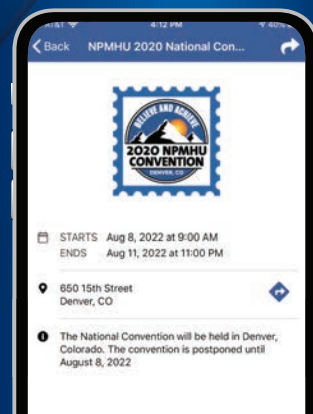 AT&T 4:12 PM 40%
Back NPMHU 2020 National Con...
BELIEVE AND ACHIEVE
2020 NPMHU
CONVENTION
DENVER, CO
STARTS Aug 8, 2022 at 9:00 AM
ENDS Aug 11, 2022 at 11:00 PM
650 15th Street
Denver, CO
The National Convention will be held in Denver,
Colorado. The convention is postponed until
August 8, 2022